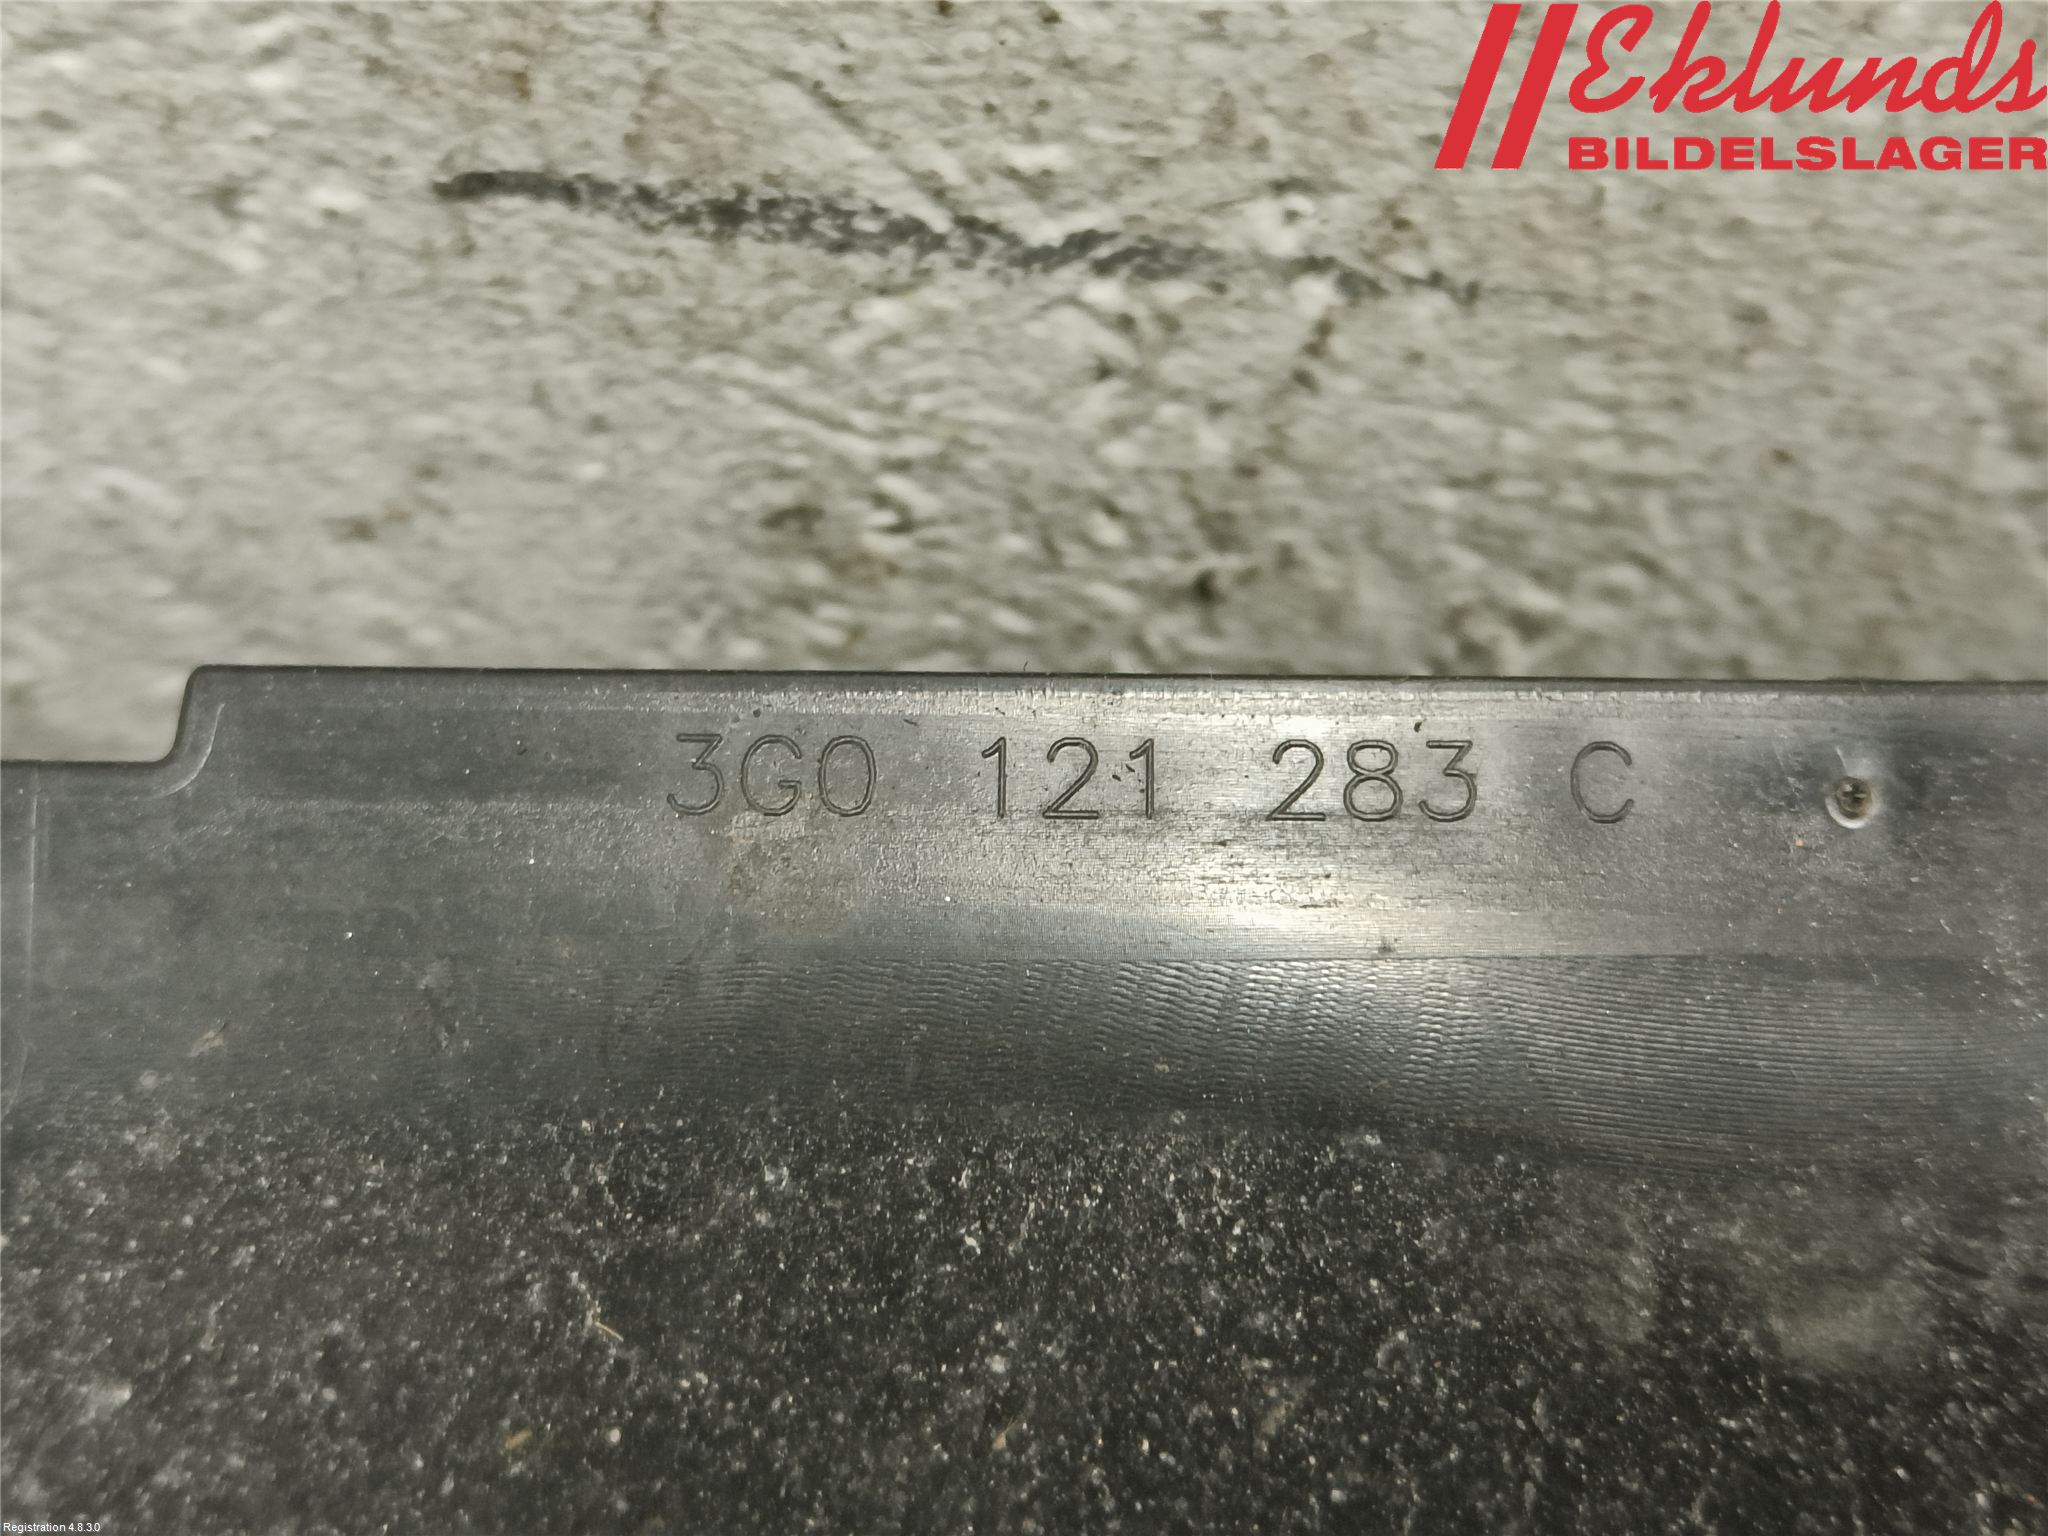 Eklunds
BILDELSLAGER
3G0 121 283 C
Registration 4.8.3.0